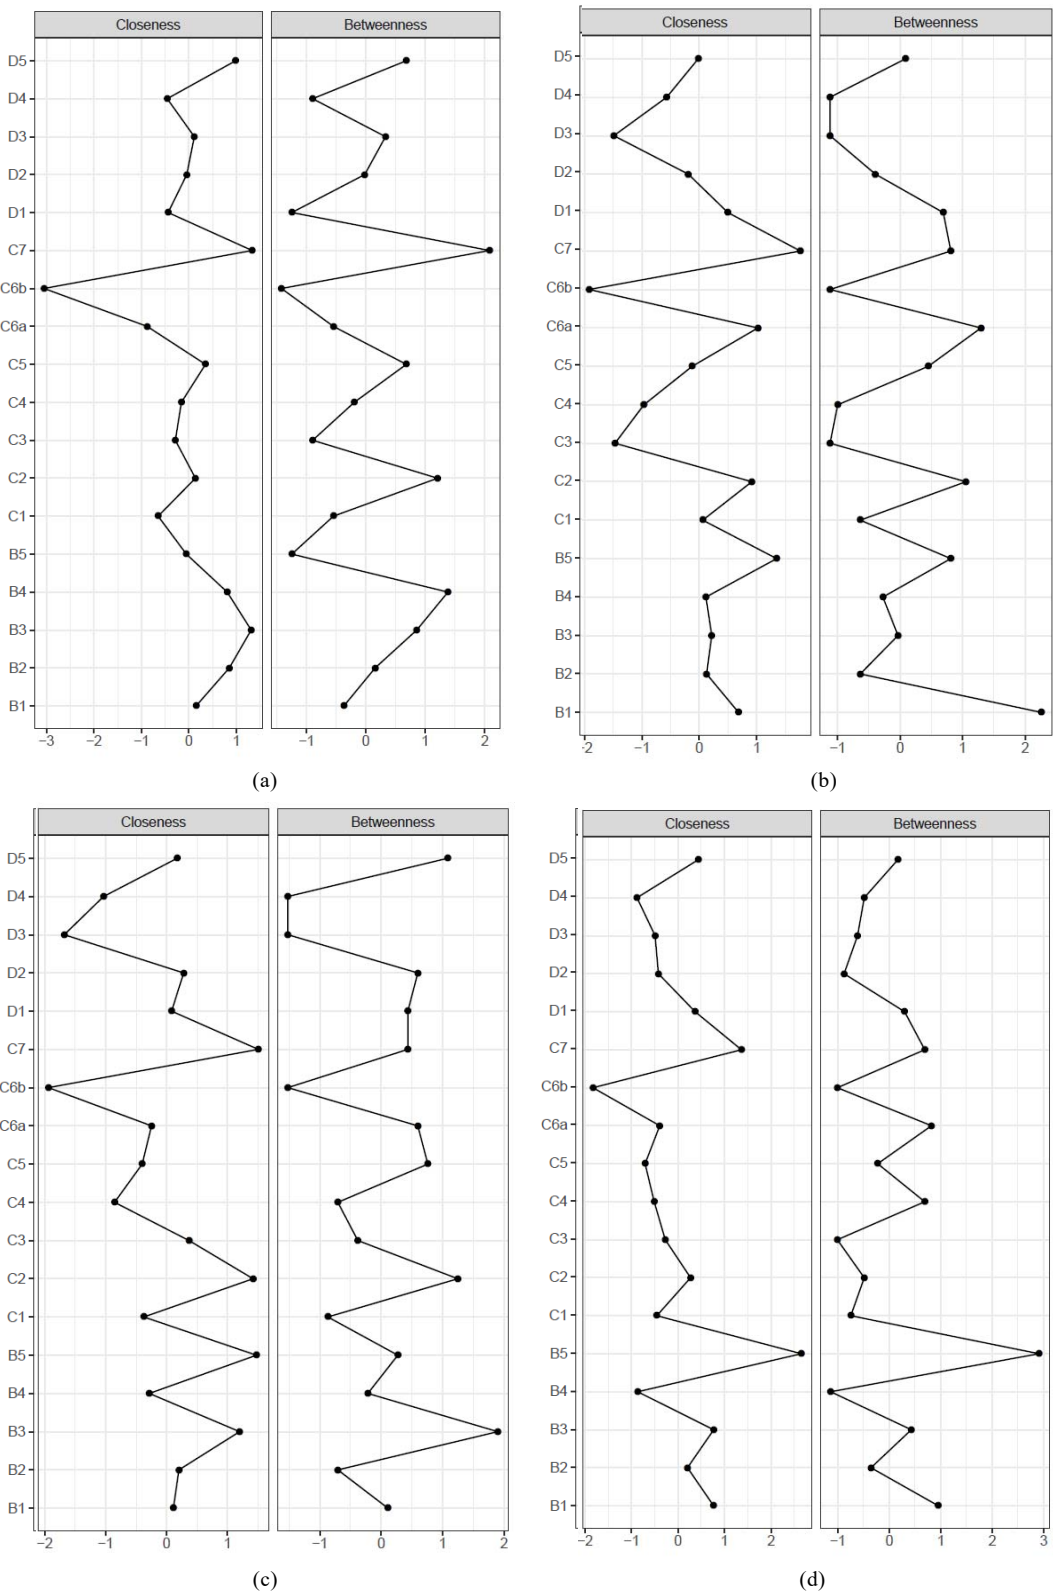 Closeness Betweenness
D5
D4
D3
D2
D1
C7
C6b
C6a
C5
C4
C3
C2
C1
B5
B4
B3
B2
B1
−3 −2 −1 0 1 −1 0 1 2
(a)
Closeness Betweenness
D5
D4
D3
D2
D1
C7
C6b
C6a
C5
C4
C3
C2
C1
B5
B4
B3
B2
B1
−2 −1 0 1 −1 0 1 2
(b)
Closeness Betweenness
D5
D4
D3
D2
D1
C7
C6b
C6a
C5
C4
C3
C2
C1
B5
B4
B3
B2
B1
−2 −1 0 1 −1 0 1 2
(c)
Closeness Betweenness
D5
D4
D3
D2
D1
C7
C6b
C6a
C5
C4
C3
C2
C1
B5
B4
B3
B2
B1
−2 −1 0 1 2 −1 0 1 2 3
(d)